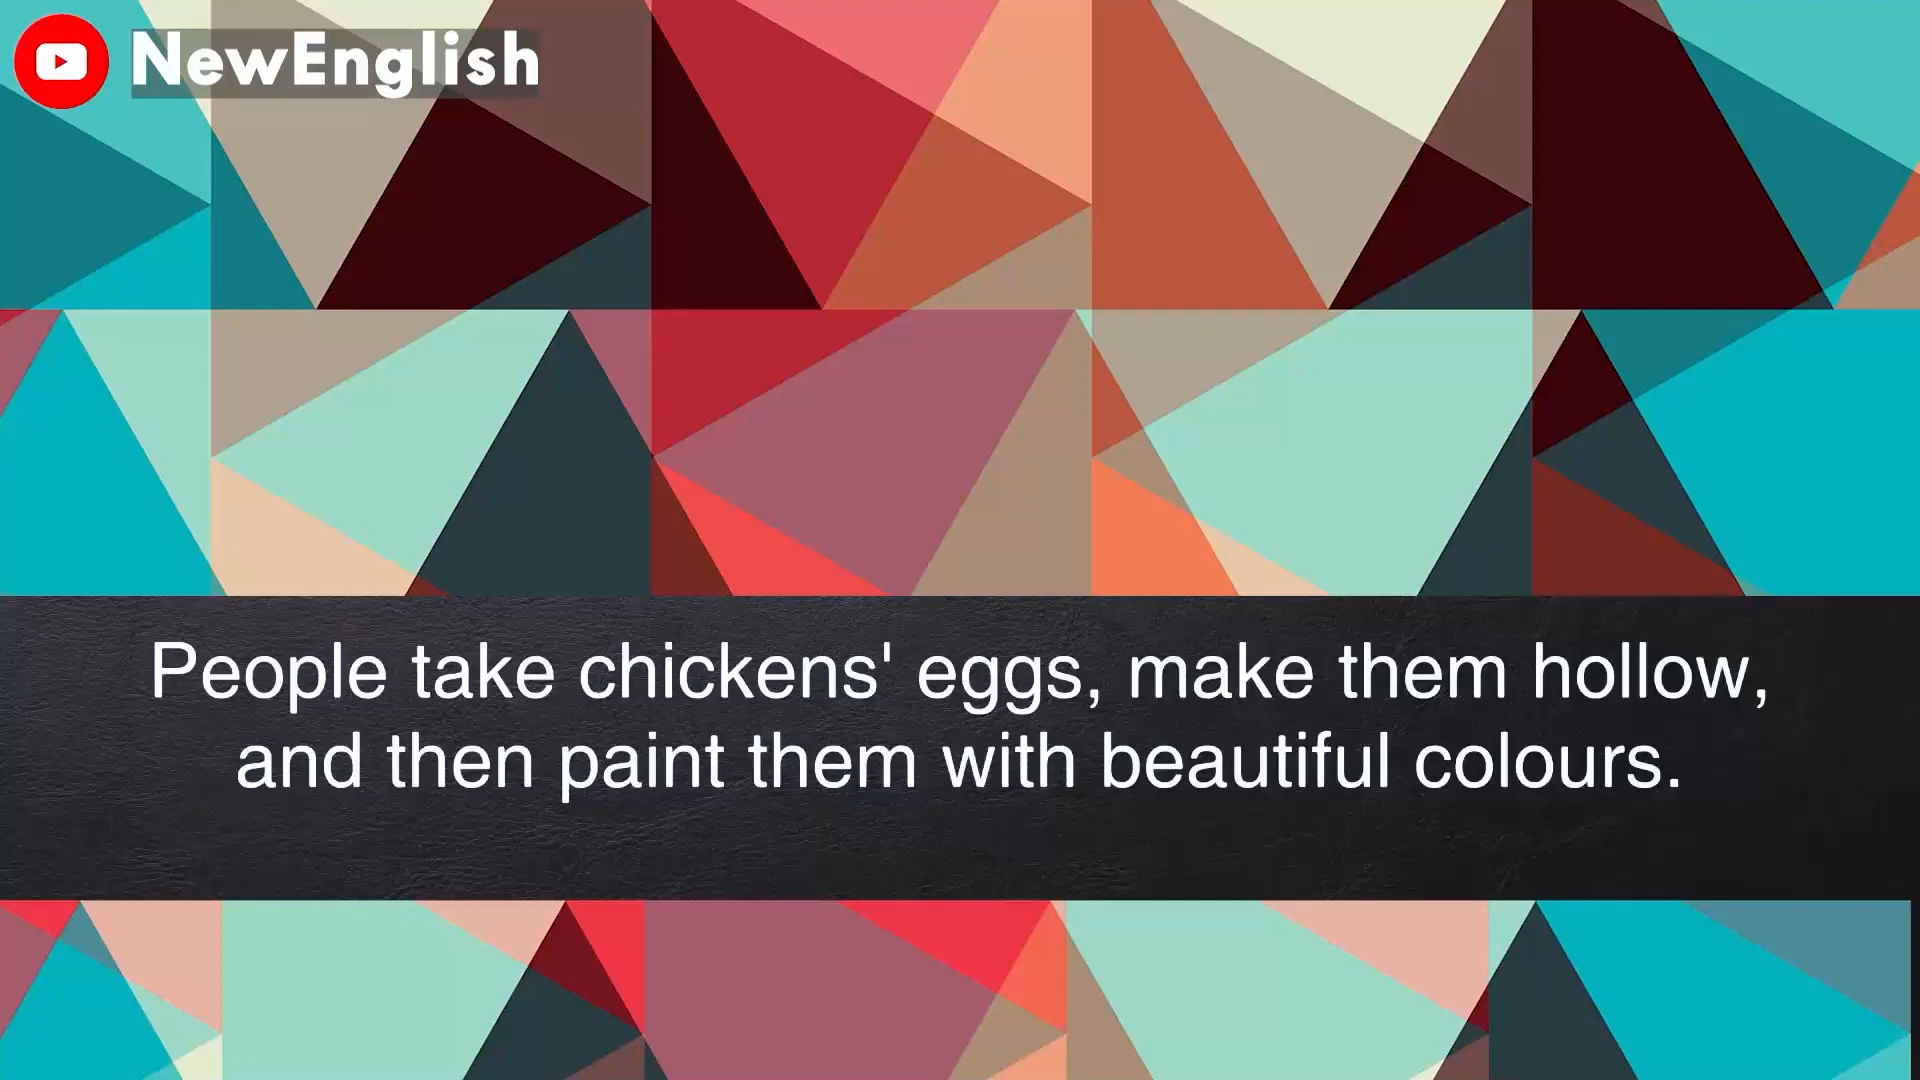 NewEnglish
People take chickens' eggs, make them hollow,
and then paint them with beautiful colours.